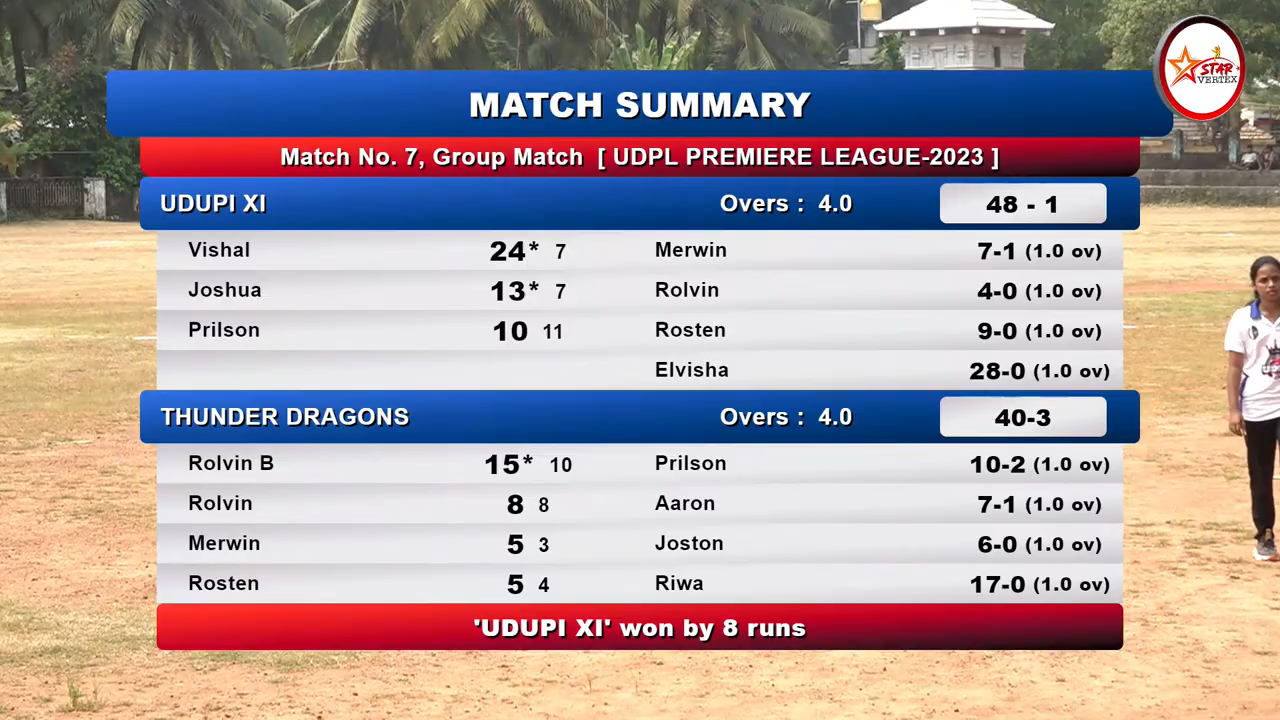 STAR
VERTEX
MATCH SUMMARY
Match No. 7, Group Match [ UDPL PREMIERE LEAGUE-2023 ]
UDUPI XI Overs : 4.0 48 - 1
Vishal 24* 7 Merwin 7-1 (1.0 ov)
Joshua 13* 7 Rolvin 4-0 (1.0 ov)
Prilson 10 11 Rosten 9-0 (1.0 ov)
Elvisha 28-0 (1.0 ov)
THUNDER DRAGONS Overs : 4.0 40-3
Rolvin B 15* 10 Prilson 10-2 (1.0 ov)
Rolvin 8 8 Aaron 7-1 (1.0 ov)
Merwin 5 3 Joston 6-0 (1.0 ov)
Rosten 5 4 Riwa 17-0 (1.0 ov)
'UDUPI XI' won by 8 runs